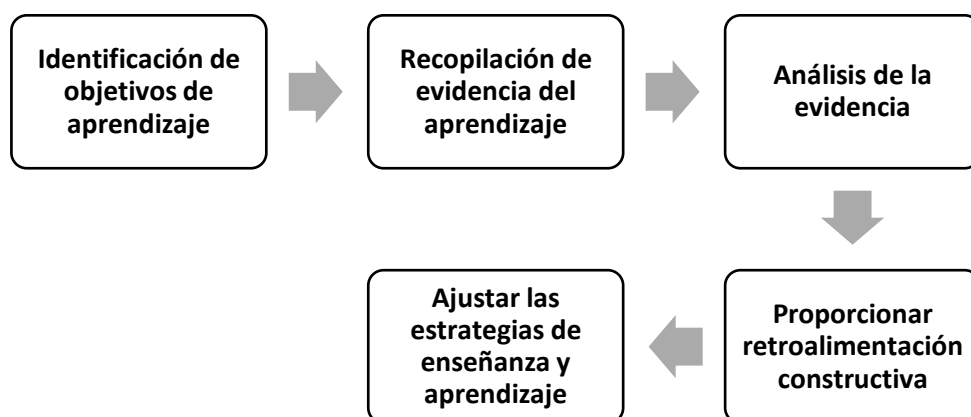 Identificación de
objetivos de
aprendizaje
Recopilación de
evidencia del
aprendizaje
Análisis de la
evidencia
Proporcionar
retroalimentación
constructiva
Ajustar las
estrategias de
enseñanza y
aprendizaje